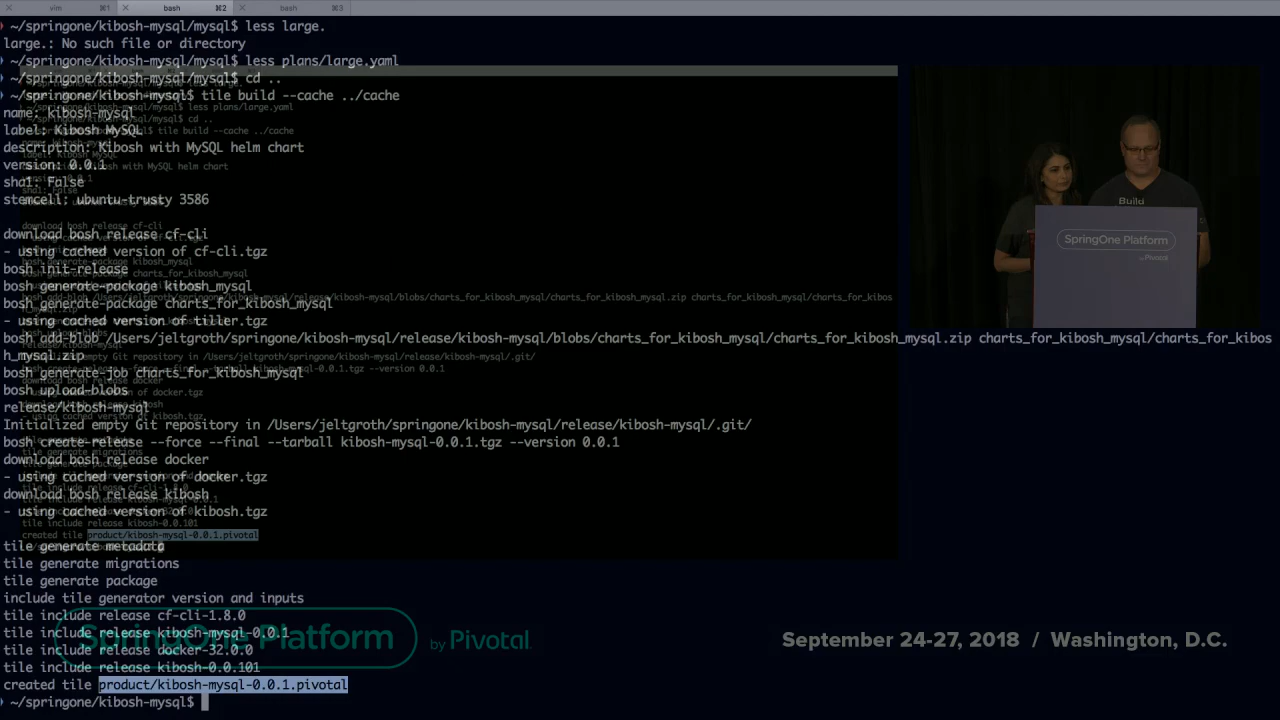 vim ⌘1 bash ⌘2 bash ⌘3
~/springone/kibosh-mysql/mysql$ less large.
large.: No such file or directory
~/springone/kibosh-mysql/mysql$ less plans/large.yaml
~/springone/kibosh-mysql/mysql$ cd ..
~/springone/kibosh-mysql$ tile build --cache ../cache
name: kibosh-mysql
label: Kibosh MySQL
description: Kibosh with MySQL helm chart
version: 0.0.1
sha1: False
stemcell: ubuntu-trusty 3586
download bosh release cf-cli
- using cached version of cf-cli.tgz
bosh init-release
bosh generate-package kibosh_mysql
bosh generate-package charts_for_kibosh_mysql
- using cached version of tiller.tgz
bosh add-blob /Users/jeltgroth/springone/kibosh-mysql/release/kibosh-mysql/blobs/charts_for_kibosh_mysql/charts_for_kibosh_mysql.zip charts_for_kibosh_mysql/charts_for_kibos
h_mysql.zip
bosh generate-job charts_for_kibosh_mysql
bosh upload-blobs
release/kibosh-mysql
Initialized empty Git repository in /Users/jeltgroth/springone/kibosh-mysql/release/kibosh-mysql/.git/
bosh create-release --force --final --tarball kibosh-mysql-0.0.1.tgz --version 0.0.1
download bosh release docker
- using cached version of docker.tgz
download bosh release kibosh
- using cached version of kibosh.tgz
tile generate metadata
tile generate migrations
tile generate package
include tile generator version and inputs
tile include release cf-cli-1.8.0
tile include release kibosh-mysql-0.0.1
tile include release docker-32.0.0
tile include release kibosh-0.0.101
created tile product/kibosh-mysql-0.0.1.pivotal
~/springone/kibosh-mysql$
Build
SpringOne Platform
by Pivotal
SpringOne Platform by Pivotal.
September 24-27, 2018 / Washington, D.C.